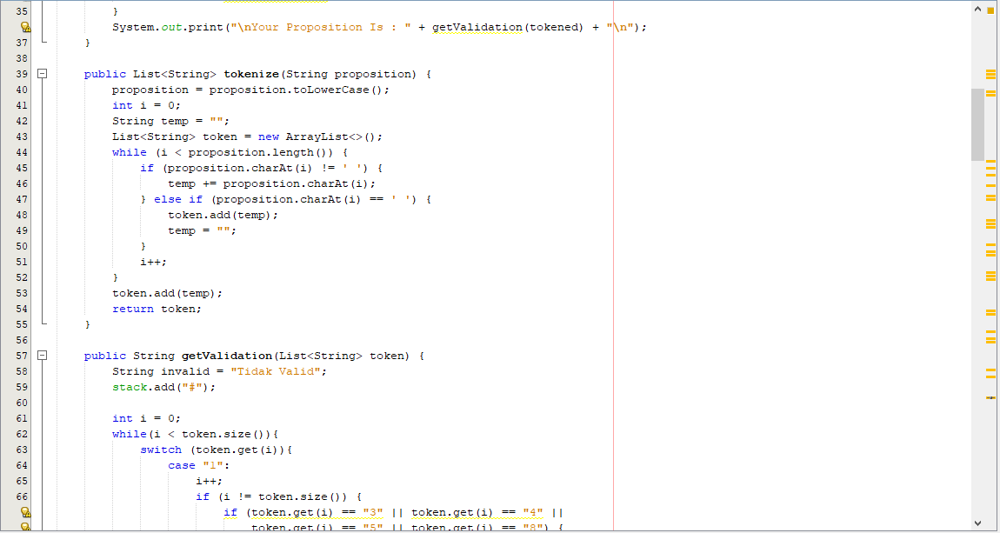 35 }
System.out.print("\nYour Proposition Is : " + getValidation(tokened) + "\n");
37 }
38
39 public List<String> tokenize(String proposition) {
40 proposition = proposition.toLowerCase();
41 int i = 0;
42 String temp = "";
43 List<String> token = new ArrayList<>();
44 while (i < proposition.length()) {
45 if (proposition.charAt(i) != ' ') {
46 temp += proposition.charAt(i);
47 } else if (proposition.charAt(i) == ' ') {
48 token.add(temp);
49 temp = "";
50 }
51 i++;
52 }
53 token.add(temp);
54 return token;
55 }
56
57 public String getValidation(List<String> token) {
58 String invalid = "Tidak Valid";
59 stack.add("#");
60
61 int i = 0;
62 while(i < token.size()){
63 switch (token.get(i)){
64 case "1":
65 i++;
66 if (i != token.size()) {
if (token.get(i) == "3" || token.get(i) == "4" ||
token.get(i) == "5" || token.get(i) == "8") {